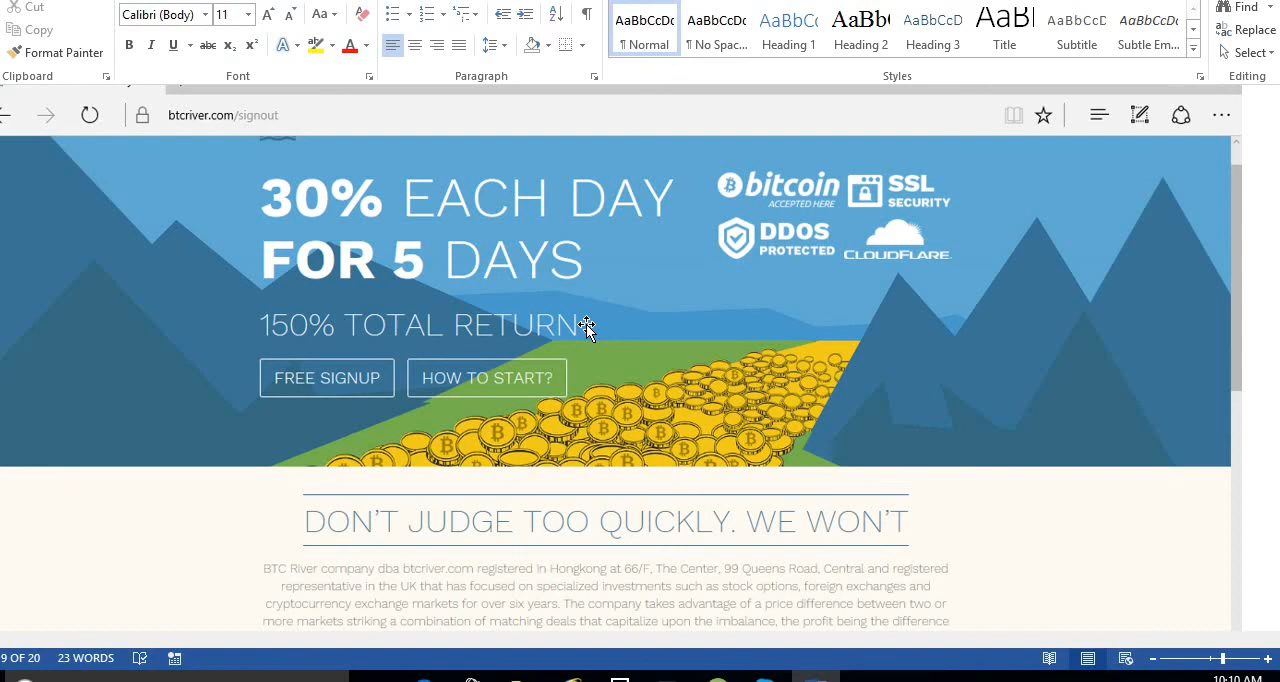 Cut
Copy
Format Painter
Clipboard
Calibri (Body) 11 A A Aa
B I U abc X₂ X² A ab A
Font
Paragraph
AaBbCcDc AaBbCcDc AaBbCc AaBbC AaBbCcD AaB AaBbCcD AaBbCcDc
¶ Normal ¶ No Spac... Heading 1 Heading 2 Heading 3 Title Subtitle Subtle Em...
Styles
Find
Replace
Select
Editing
btcriver.com/signout
30% EACH DAY
FOR 5 DAYS
150% TOTAL RETURN
FREE SIGNUP
HOW TO START?
bitcoin
ACCEPTED HERE
SSL
SECURITY
DDOS
PROTECTED
CLOUDFLARE
DON'T JUDGE TOO QUICKLY. WE WON'T
BTC River company dba btcriver.com registered in Hongkong at 66/F, The Center, 99 Queens Road, Central and registered
representative in the UK that has focused on specialized investments such as stock options, foreign exchanges and
cryptocurrency exchange markets for over six years. The company takes advantage of a price difference between two or
more markets striking a combination of matching deals that capitalize upon the imbalance, the profit being the difference
9 OF 20 23 WORDS
10:10 AM